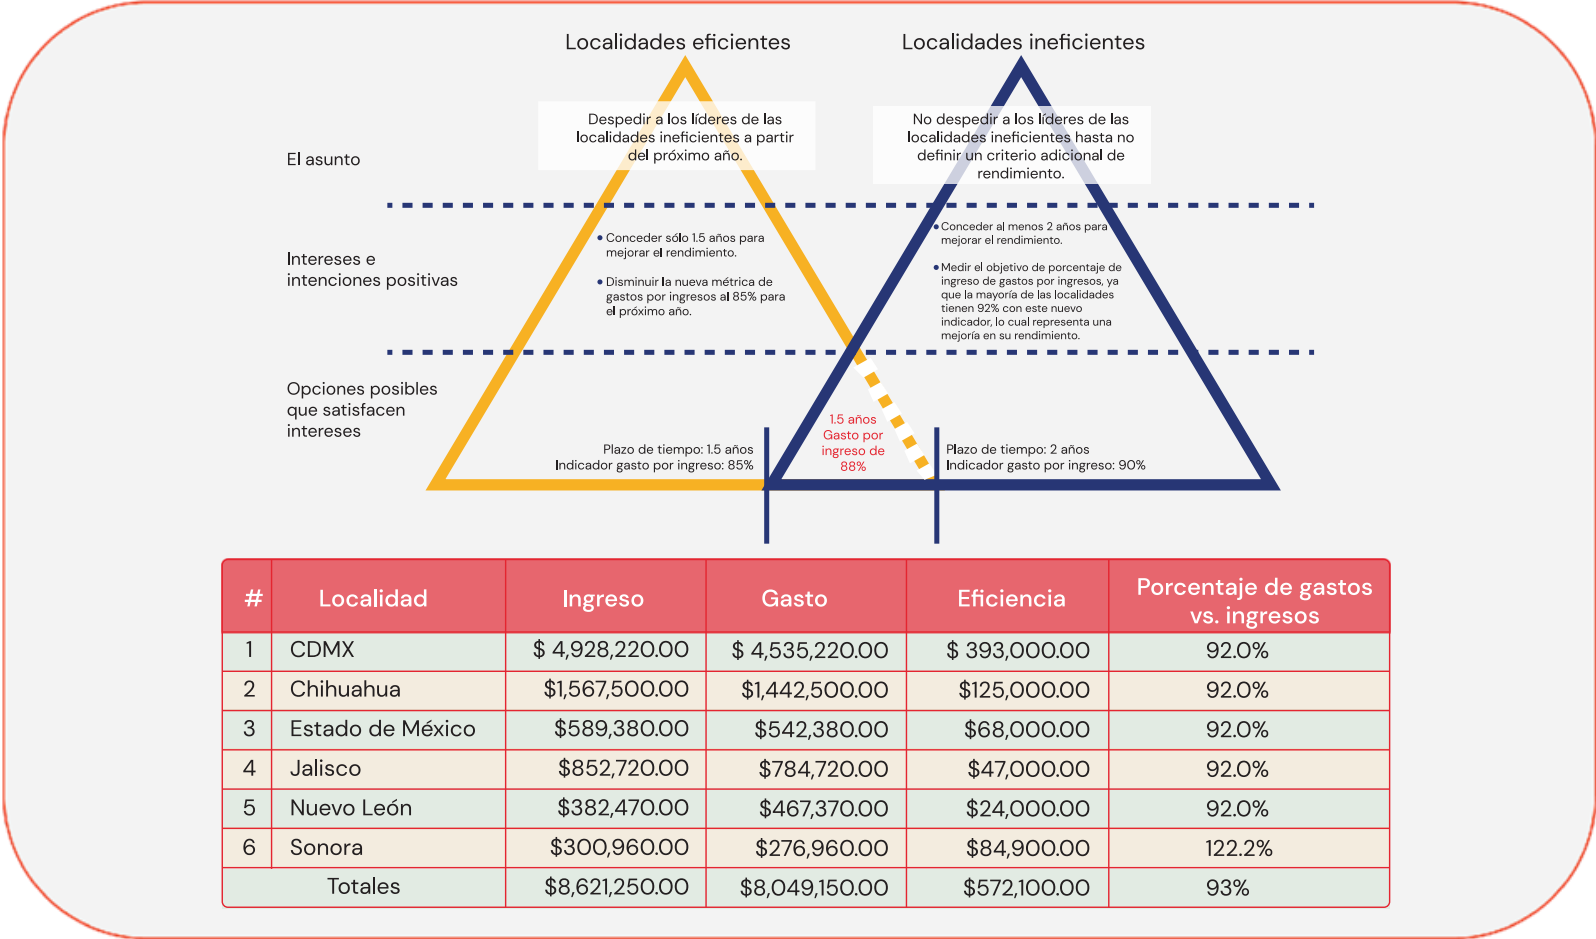 Localidades eficientes
Localidades ineficientes
Despedir a los líderes de las
localidades ineficientes a partir
del próximo año.
No despedir a los líderes de las
localidades ineficientes hasta no
definir un criterio adicional de
rendimiento.
El asunto
Intereses e
intenciones positivas
• Conceder sólo 1.5 años para
mejorar el rendimiento.
• Disminuir la nueva métrica de
gastos por ingresos al 85% para
el próximo año.
• Conceder al menos 2 años para
mejorar el rendimiento.
• Medir el objetivo de porcentaje de
ingreso de gastos por ingresos, ya
que la mayoría de las localidades
tienen 92% con este nuevo
indicador, lo cual representa una
mejoría en su rendimiento.
Opciones posibles
que satisfacen
intereses
Plazo de tiempo: 1.5 años
Indicador gasto por ingreso: 85%
1.5 años
Gasto por
ingreso de
88%
Plazo de tiempo: 2 años
Indicador gasto por ingreso: 90%
# Localidad Ingreso Gasto Eficiencia Porcentaje de gastos
vs. ingresos
1 CDMX $ 4,928,220.00 $ 4,535,220.00 $ 393,000.00 92.0%
2 Chihuahua $1,567,500.00 $1,442,500.00 $125,000.00 92.0%
3 Estado de México $589,380.00 $542,380.00 $68,000.00 92.0%
4 Jalisco $852,720.00 $784,720.00 $47,000.00 92.0%
5 Nuevo León $382,470.00 $467,370.00 $24,000.00 92.0%
6 Sonora $300,960.00 $276,960.00 $84,900.00 122.2%
Totales $8,621,250.00 $8,049,150.00 $572,100.00 93%